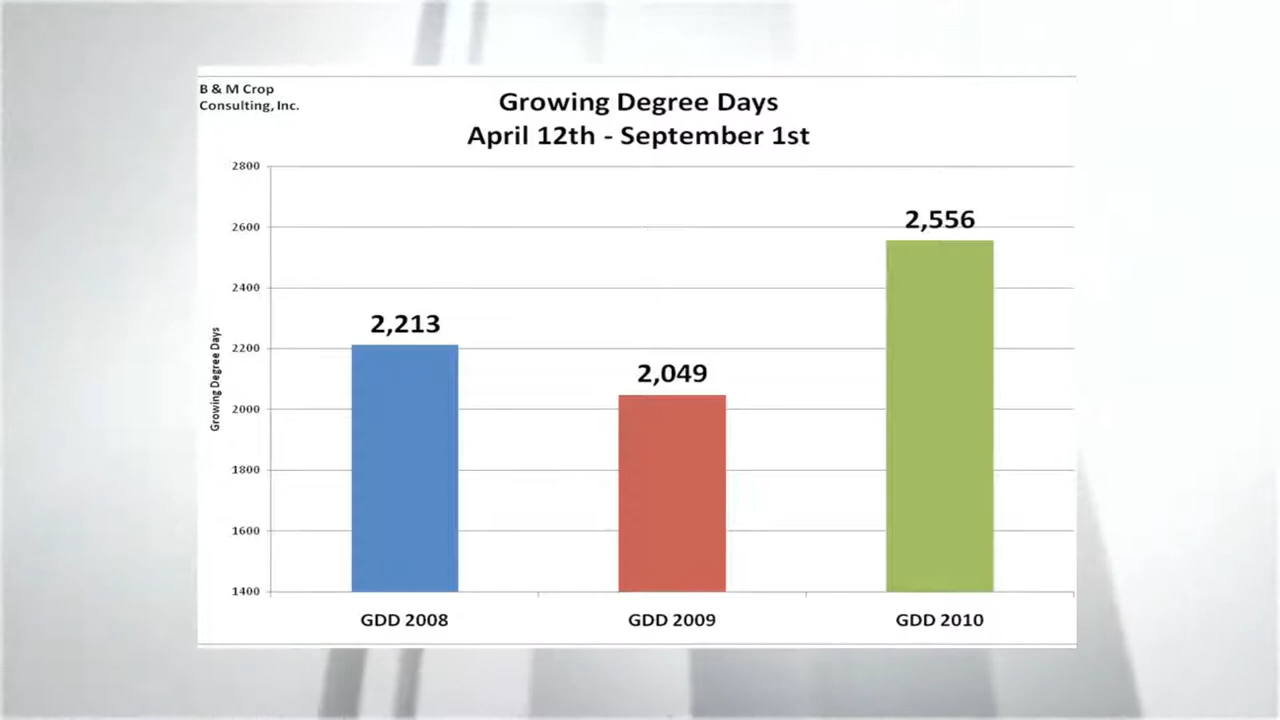 B & M Crop
Consulting, Inc.
Growing Degree Days
April 12th - September 1st
Growing Degree Days
2800
2600
2400
2200
2000
1800
1600
1400
2,213
2,049
2,556
GDD 2008
GDD 2009
GDD 2010